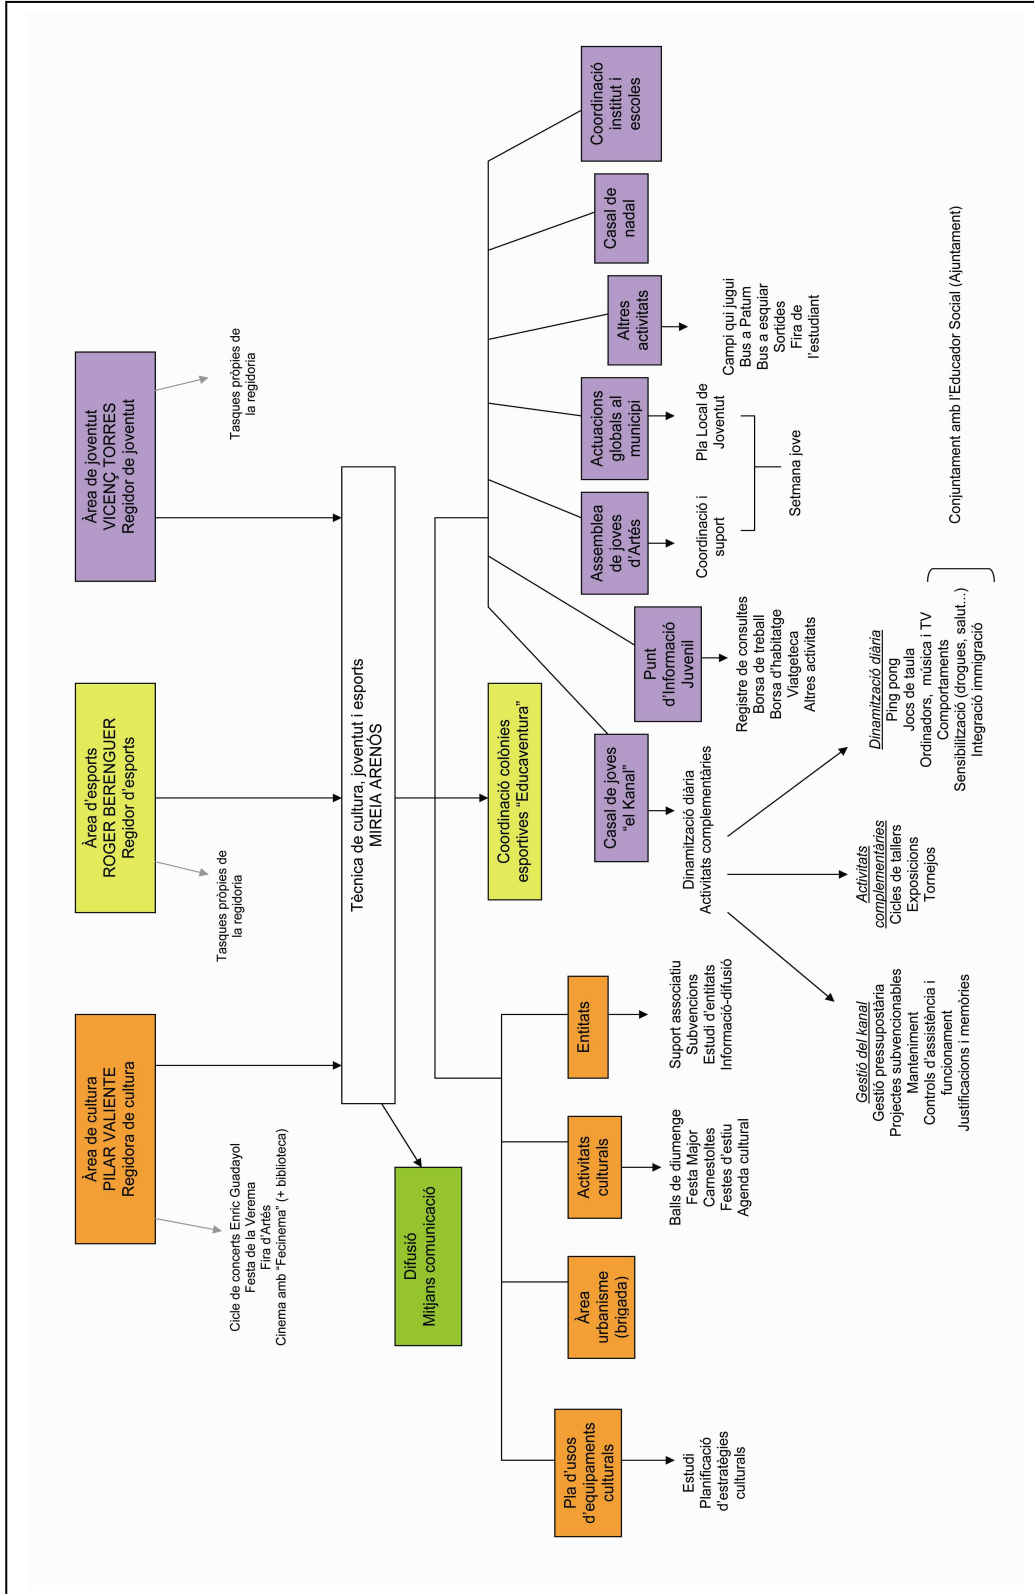 Àrea de cultura
PILAR VALIENTE
Regidora de cultura
Àrea d'esports
ROGER BERENGUER
Regidor d'esports
Àrea de joventut
VICENÇ TORRES
Regidor de joventut
Cicle de concerts Enric Guadayol
Festa de la Verema
Fira d'Artés
Cinema amb "Fecinema" (+ biblioteca)
Tasques pròpies de
la regidoria
Tasques pròpies de
la regidoria
Tècnica de cultura, joventut i esports
MIREIA ARENÓS
Difusió
Mitjans comunicació
Coordinació colònies
esportives "Educaventura"
Pla d'usos
d'equipaments
culturals
Àrea
urbanisme
(brigada)
Activitats
culturals
Entitats
Casal de joves
"el Kanal"
Punt
d'Informació
Juvenil
Assemblea
de joves
d'Artés
Actuacions
globals al
municipi
Altres
activitats
Casal de
nadal
Coordinació
institut i
escoles
Estudi
Planificació
d'estratègies
culturals
Balls de diumenge
Festa Major
Carnestoltes
Festes d'estiu
Agenda cultural
Suport associatiu
Subvencions
Estudi d'entitats
Informació-difusió
Dinamització diària
Activitats complementàries
Registre de consultes
Borsa de treball
Borsa d'habitatge
Viatgeteca
Altres activitats
Coordinació i
suport
Pla Local de
Joventut
Setmana jove
Campi qui jugui
Bus a Patum
Bus a esquiar
Sortides
Fira de
l'estudiant
Gestió del kanal
Gestió pressupostària
Projectes subvencionables
Manteniment
Controls d'assistència i
funcionament
Justificacions i memòries
Activitats
complementàries
Cicles de tallers
Exposicions
Tornejos
Dinamització diària
Ping pong
Jocs de taula
Ordinadors, música i TV
Comportaments
Sensibilització (drogues, salut...)
Integració immigració
Conjuntament amb l'Educador Social (Ajuntament)